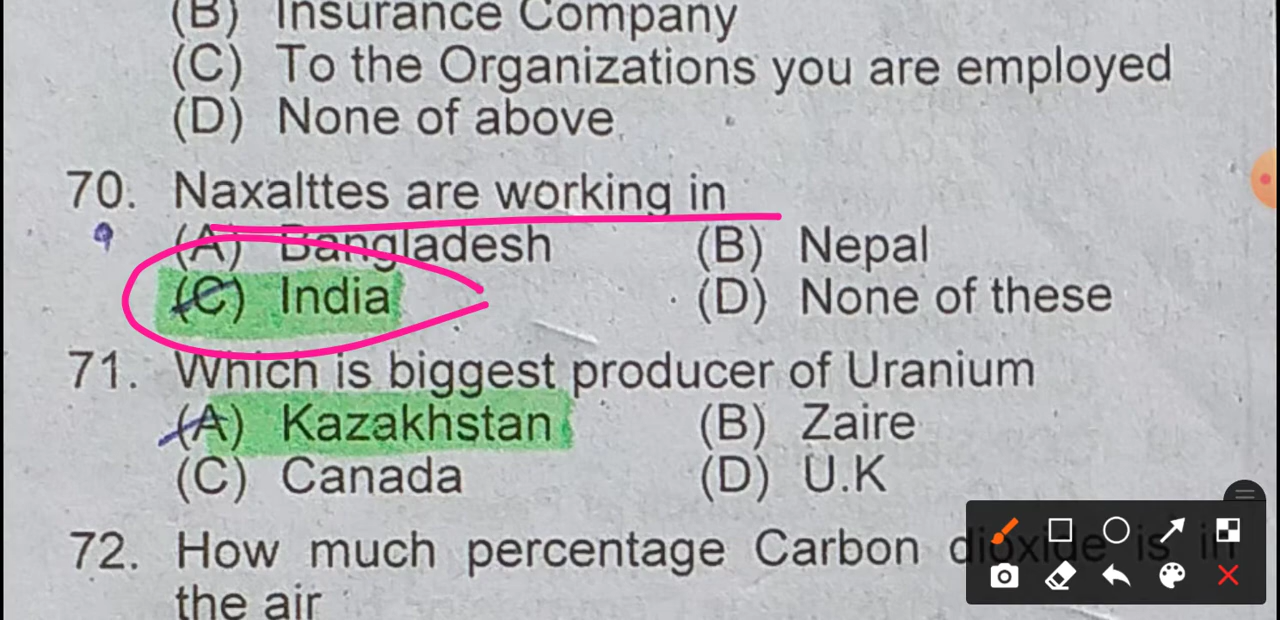 (B) Insurance Company
(C) To the Organizations you are employed
(D) None of above
70. Naxalttes are working in
(A) Bangladesh (B) Nepal
(C) India (D) None of these
71. Which is biggest producer of Uranium
(A) Kazakhstan (B) Zaire
(C) Canada (D) U.K
72. How much percentage Carbon dioxide is in
the air